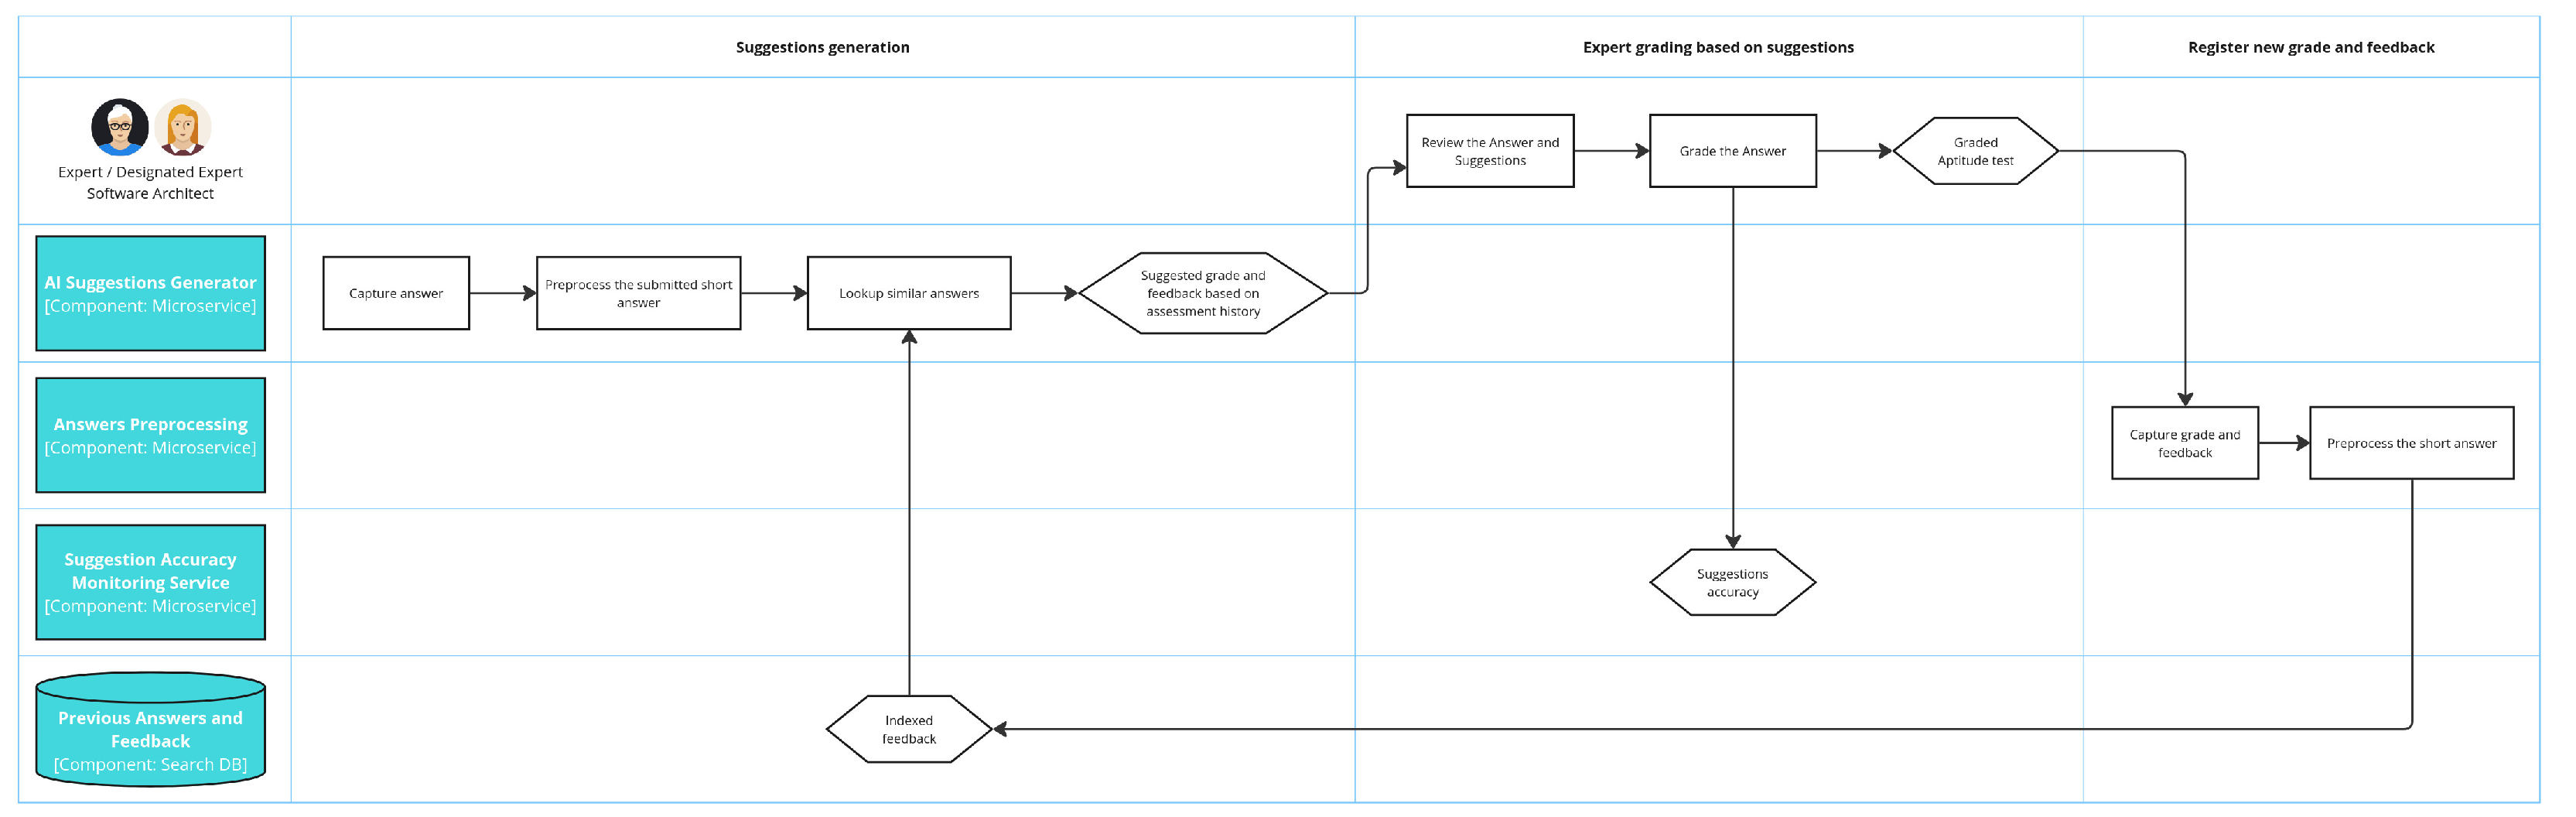 Suggestions generation
Expert grading based on suggestions
Register new grade and feedback
Expert / Designated Expert
Software Architect
Review the Answer and
Suggestions
Grade the Answer
Graded
Aptitude test
AI Suggestions Generator
[Component: Microservice]
Capture answer
Preprocess the submitted short
answer
Lookup similar answers
Suggested grade and
feedback based on
assessment history
Answers Preprocessing
[Component: Microservice]
Capture grade and
feedback
Preprocess the short answer
Suggestion Accuracy
Monitoring Service
[Component: Microservice]
Suggestions
accuracy
Previous Answers and
Feedback
[Component: Search DB]
Indexed
feedback